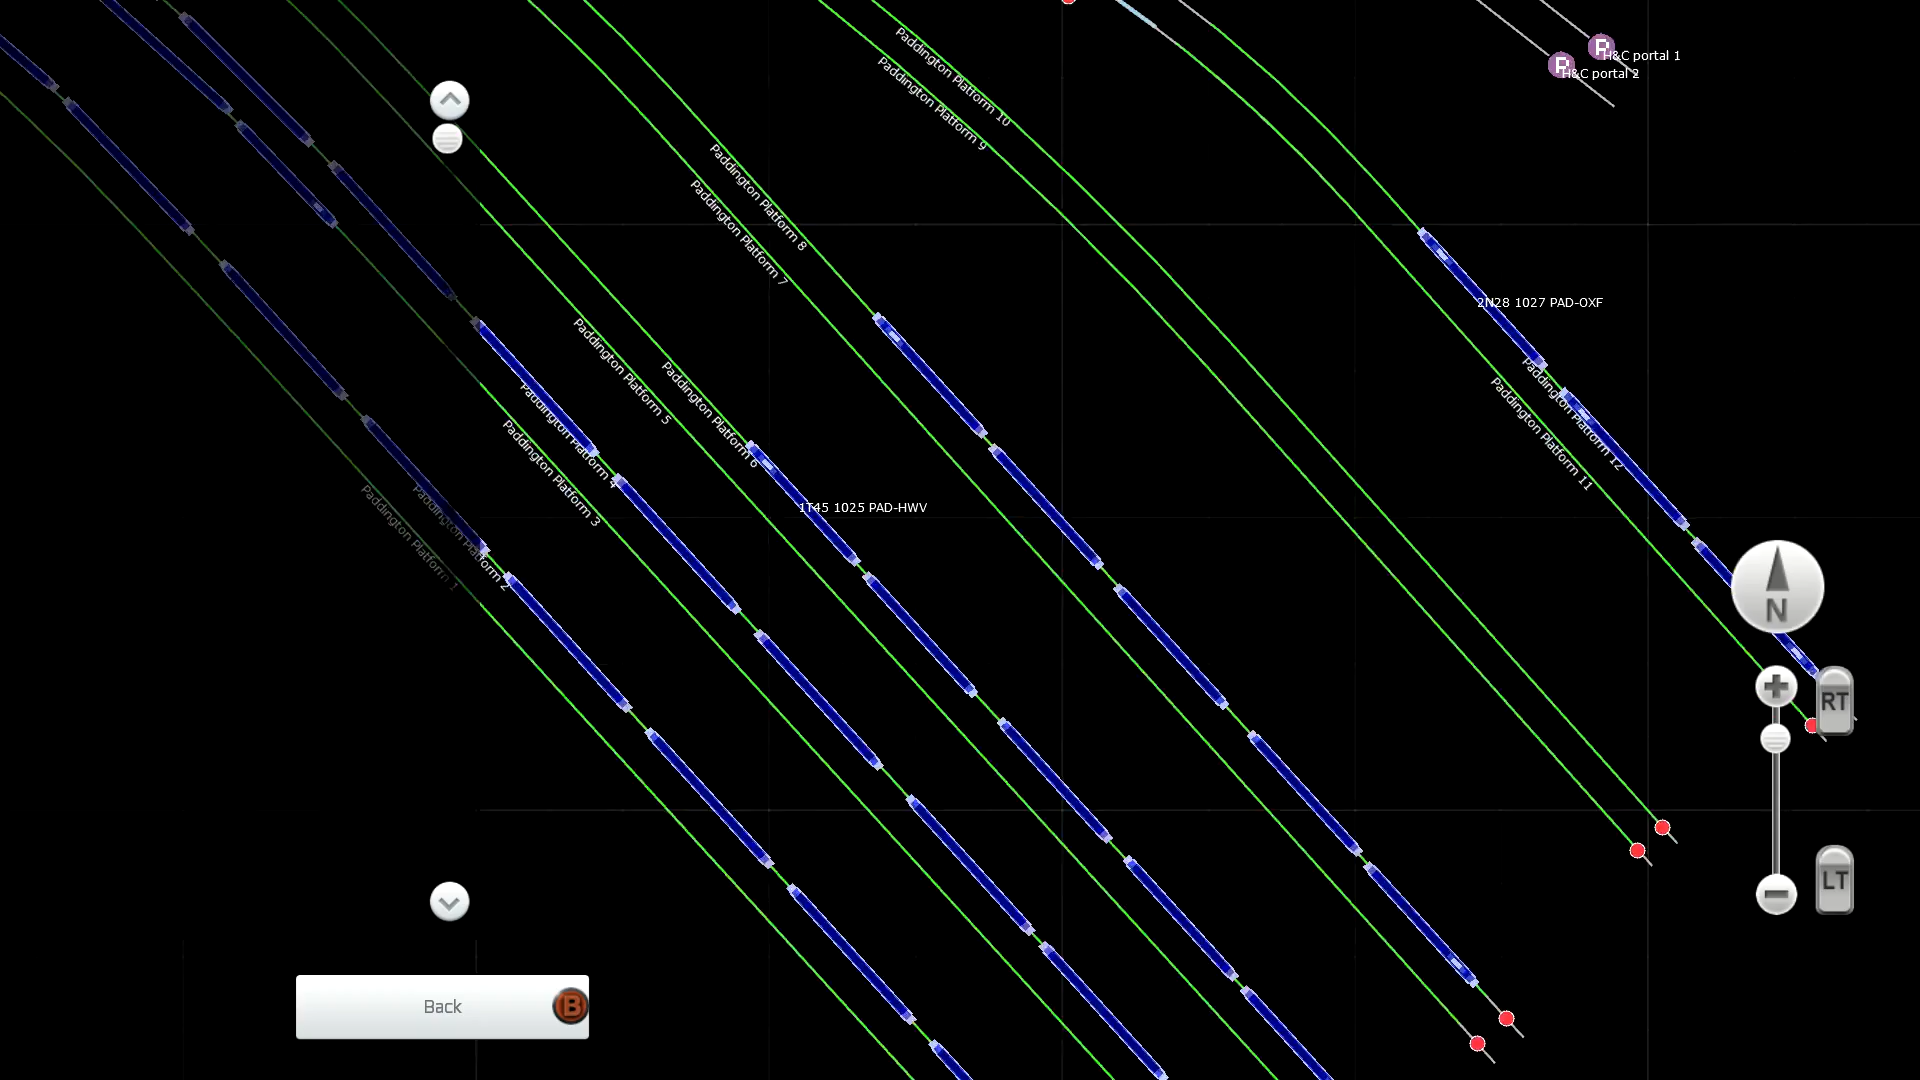 H&C portal 1
H&C portal 2
Paddington Platform 10
Paddington Platform 9
Paddington Platform 8
Paddington Platform 7
2N28 1027 PAD-OXF
Paddington Platform 12
Paddington Platform 11
Paddington Platform 6
Paddington Platform 5
Paddington Platform 4
Paddington Platform 3
1T45 1025 PAD-HWV
Paddington Platform 2
Paddington Platform 1
N
RT
LT
Back
B
R
R